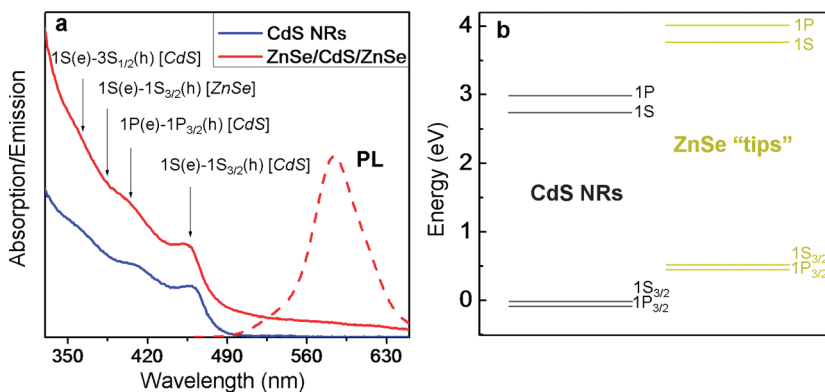 a
CdS NRs
ZnSe/CdS/ZnSe
1S(e)-3S1/2(h) [CdS]
1S(e)-1S3/2(h) [ZnSe]
1P(e)-1P3/2(h) [CdS]
1S(e)-1S3/2(h) [CdS]
PL
Absorption/Emission
350
420
490
560
630
Wavelength (nm)
b
4
3
2
1
0
Energy (eV)
1P
1S
1P
1S
ZnSe “tips”
CdS NRs
1S3/2
1P3/2
1S3/2
1P3/2